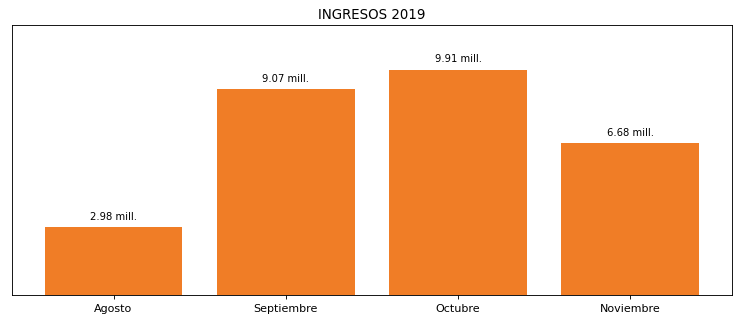 INGRESOS 2019
2.98 mill.
9.07 mill.
9.91 mill.
6.68 mill.
Agosto
Septiembre
Octubre
Noviembre